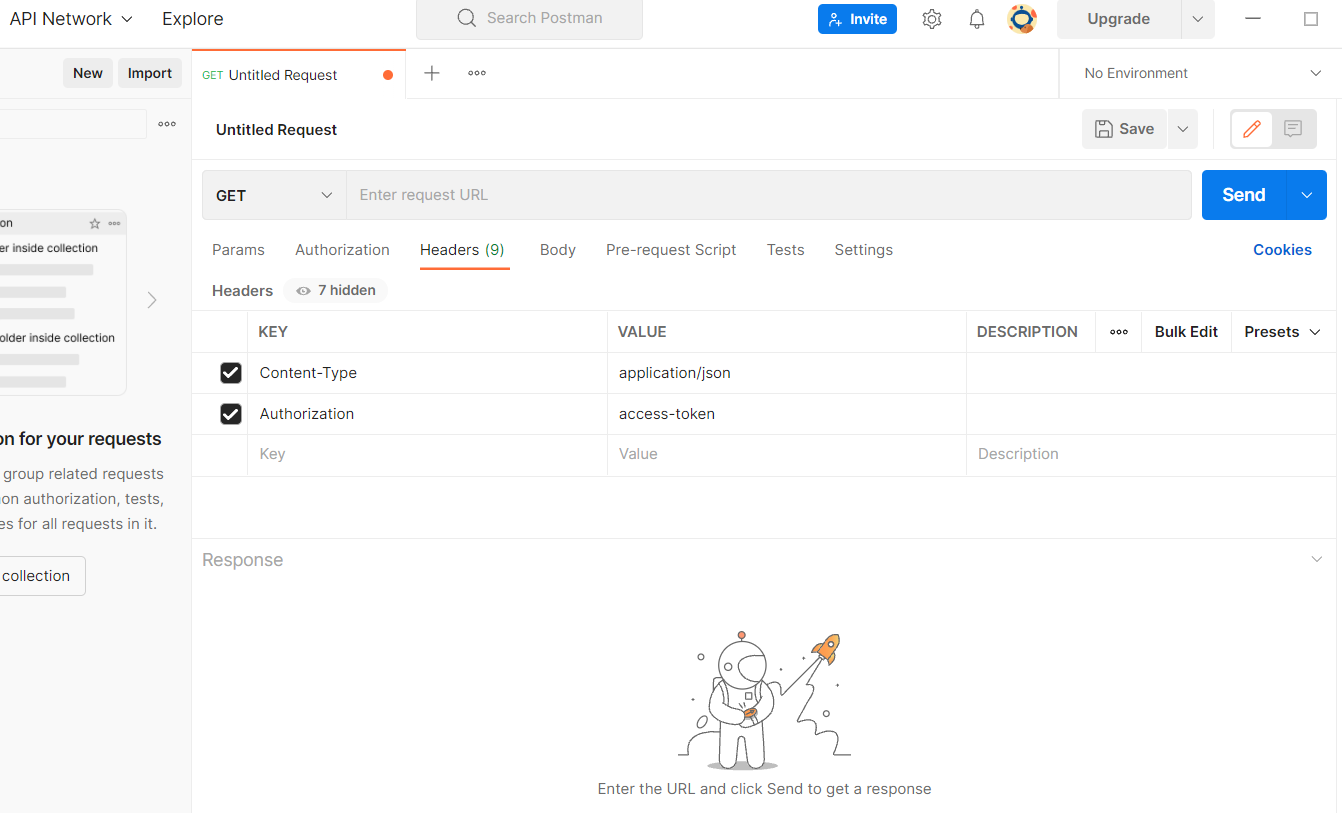 API Network Explore Search Postman Invite Upgrade
New Import GET Untitled Request No Environment
Untitled Request Save
GET Enter request URL Send
Params Authorization Headers (9) Body Pre-request Script Tests Settings Cookies
Headers 7 hidden
KEY VALUE DESCRIPTION Bulk Edit Presets
Content-Type application/json
Authorization access-token
Key Value Description
on
er inside collection
older inside collection
on for your requests
group related requests
on authorization, tests,
es for all requests in it.
collection
Response
Enter the URL and click Send to get a response